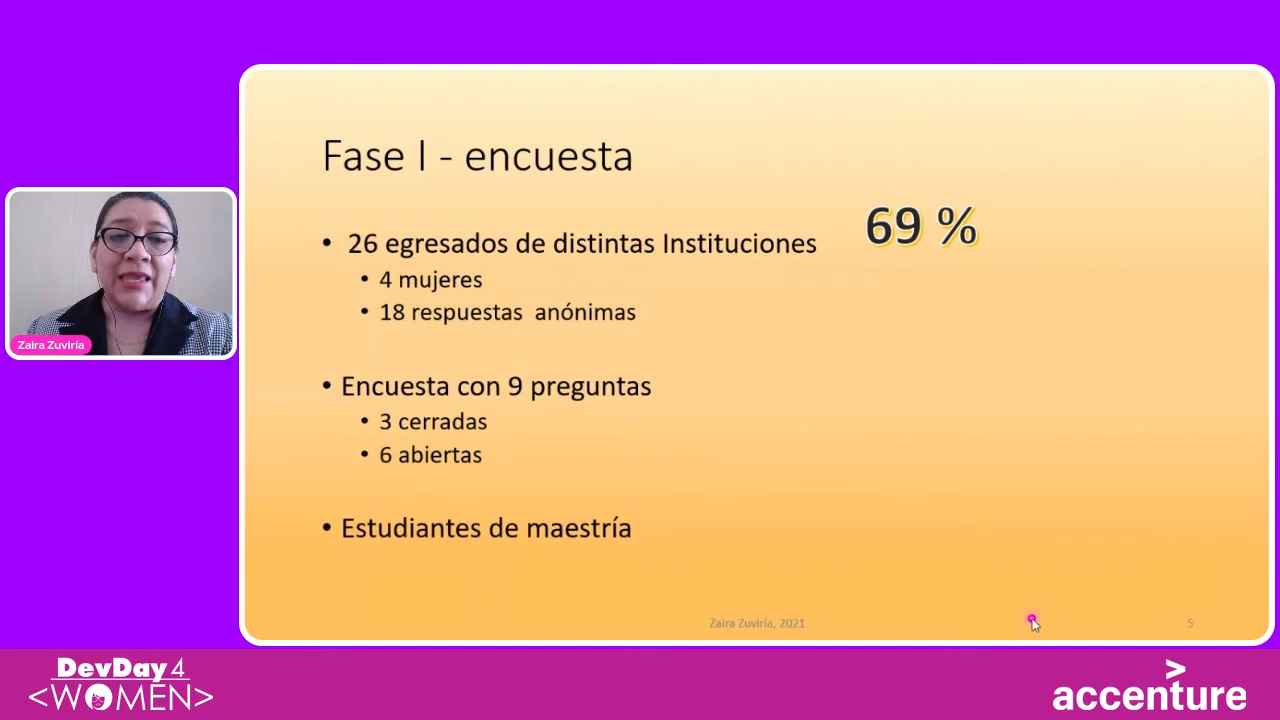 Fase I - encuesta
69 %
• 26 egresados de distintas Instituciones
• 4 mujeres
• 18 respuestas anónimas
• Encuesta con 9 preguntas
• 3 cerradas
• 6 abiertas
• Estudiantes de maestría
Zaira Zuviría, 2021
5
Zaira Zuviría
DevDay4
<WOMEN>
accenture